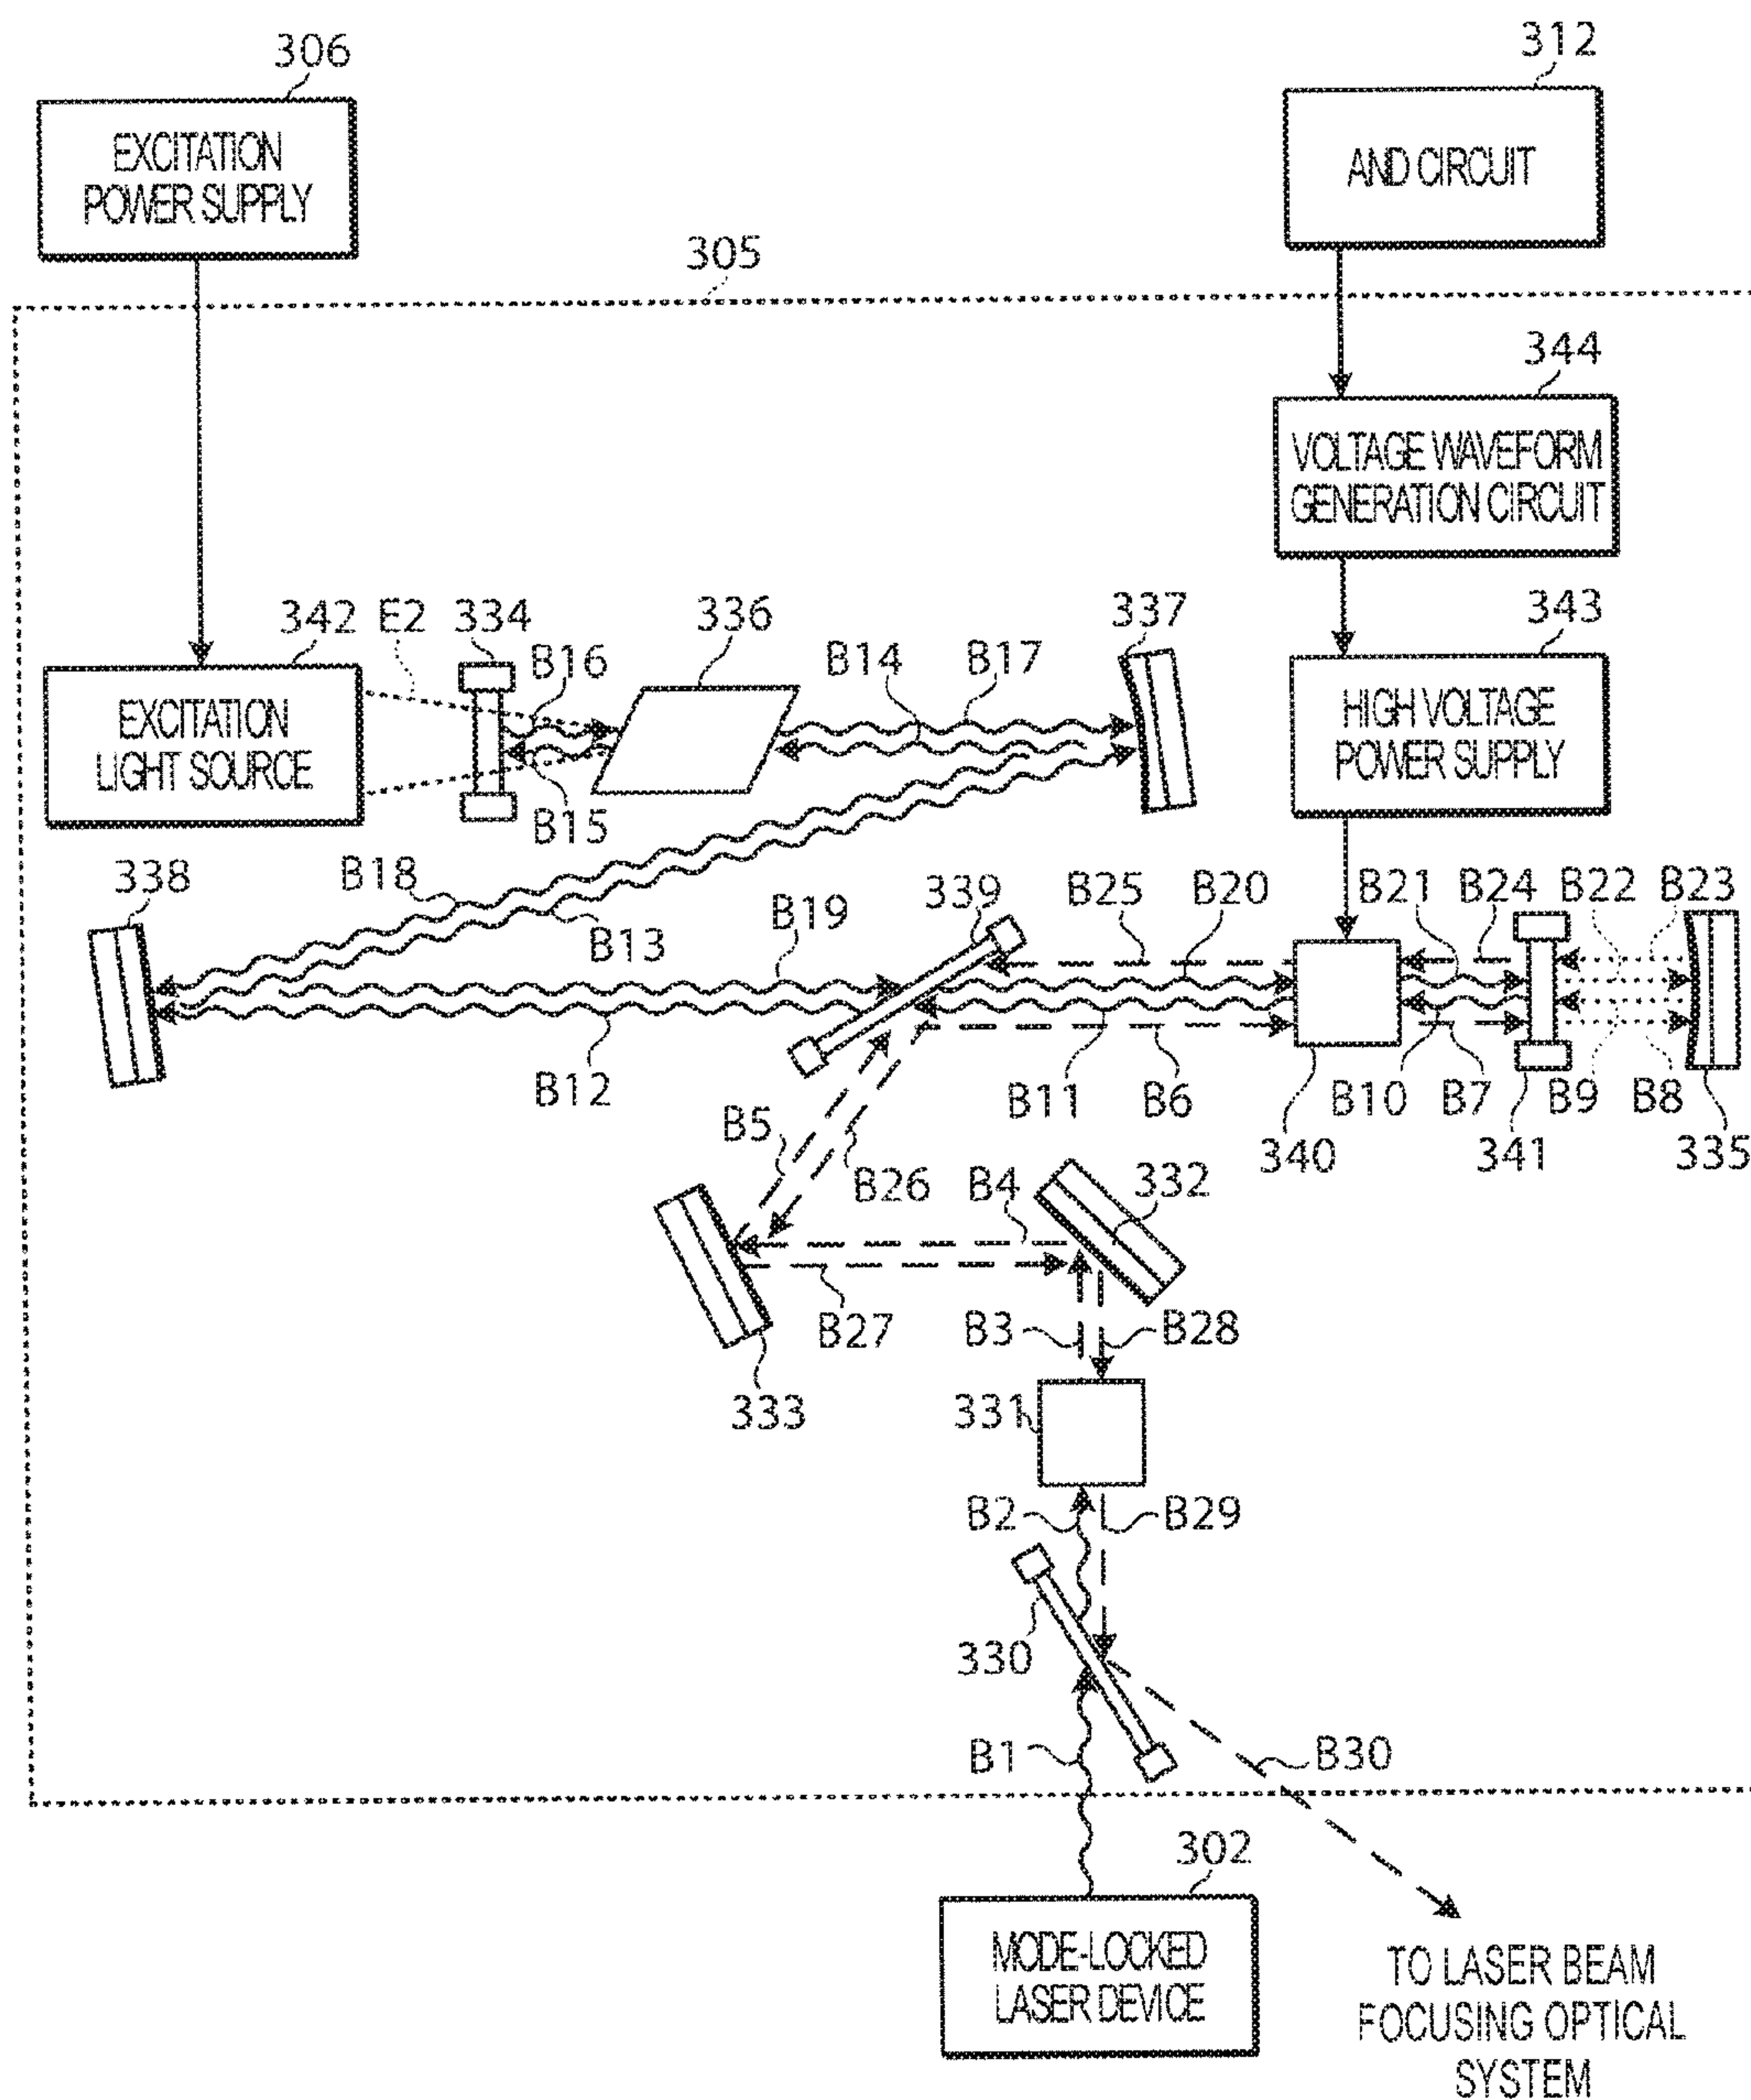 306
312
EXCITATION
POWER SUPPLY
AND CIRCUIT
305
344
VOLTAGE WAVEFORM
GENERATION CIRCUIT
342
E2
334
336
337
343
B16
B14
B17
EXCITATION
LIGHT SOURCE
HIGH VOLTAGE
POWER SUPPLY
B15
338
B18
B19
339
B25
B20
B21
B24
B22
B23
B13
B12
B11
B6
B10
B7
B9
B8
B5
340
341
335
B26
B4
332
B27
B3
B28
333
331
B2
B29
330
B1
B30
302
MODE-LOCKED
LASER DEVICE
TO LASER BEAM
FOCUSING OPTICAL
SYSTEM